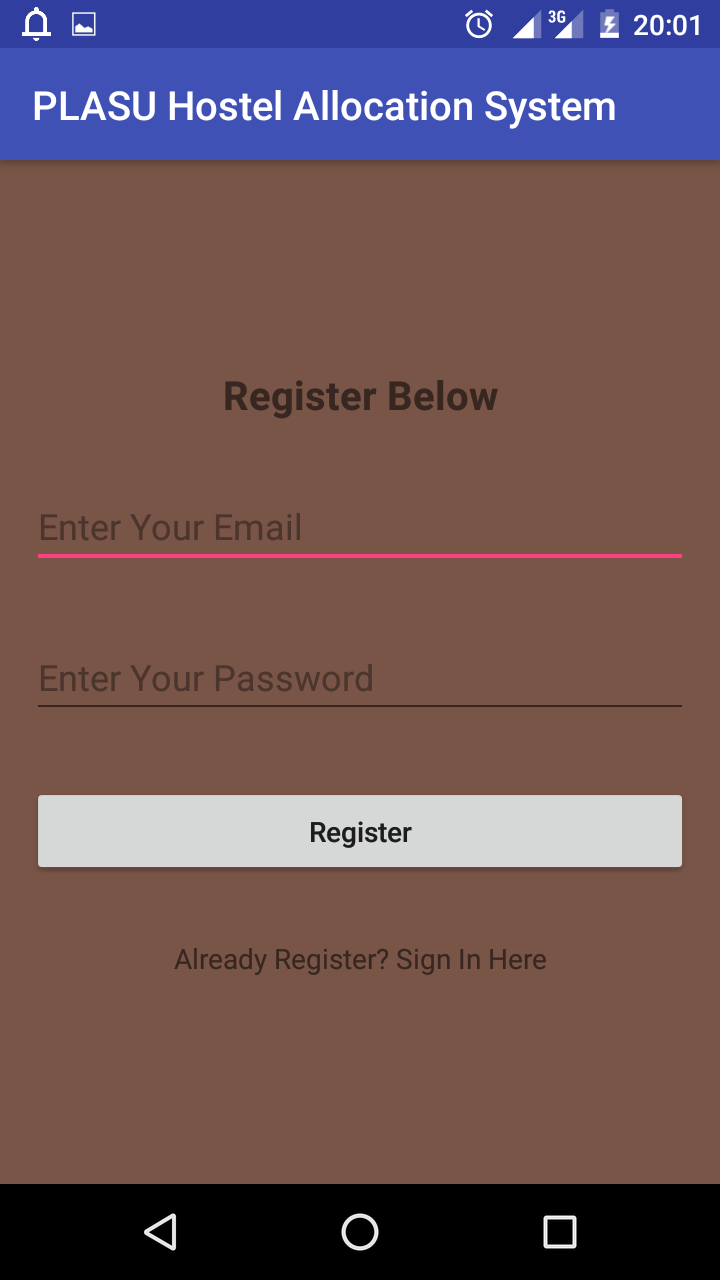 3G 20:01
PLASU Hostel Allocation System
Register Below
Enter Your Email
Enter Your Password
Register
Already Register? Sign In Here